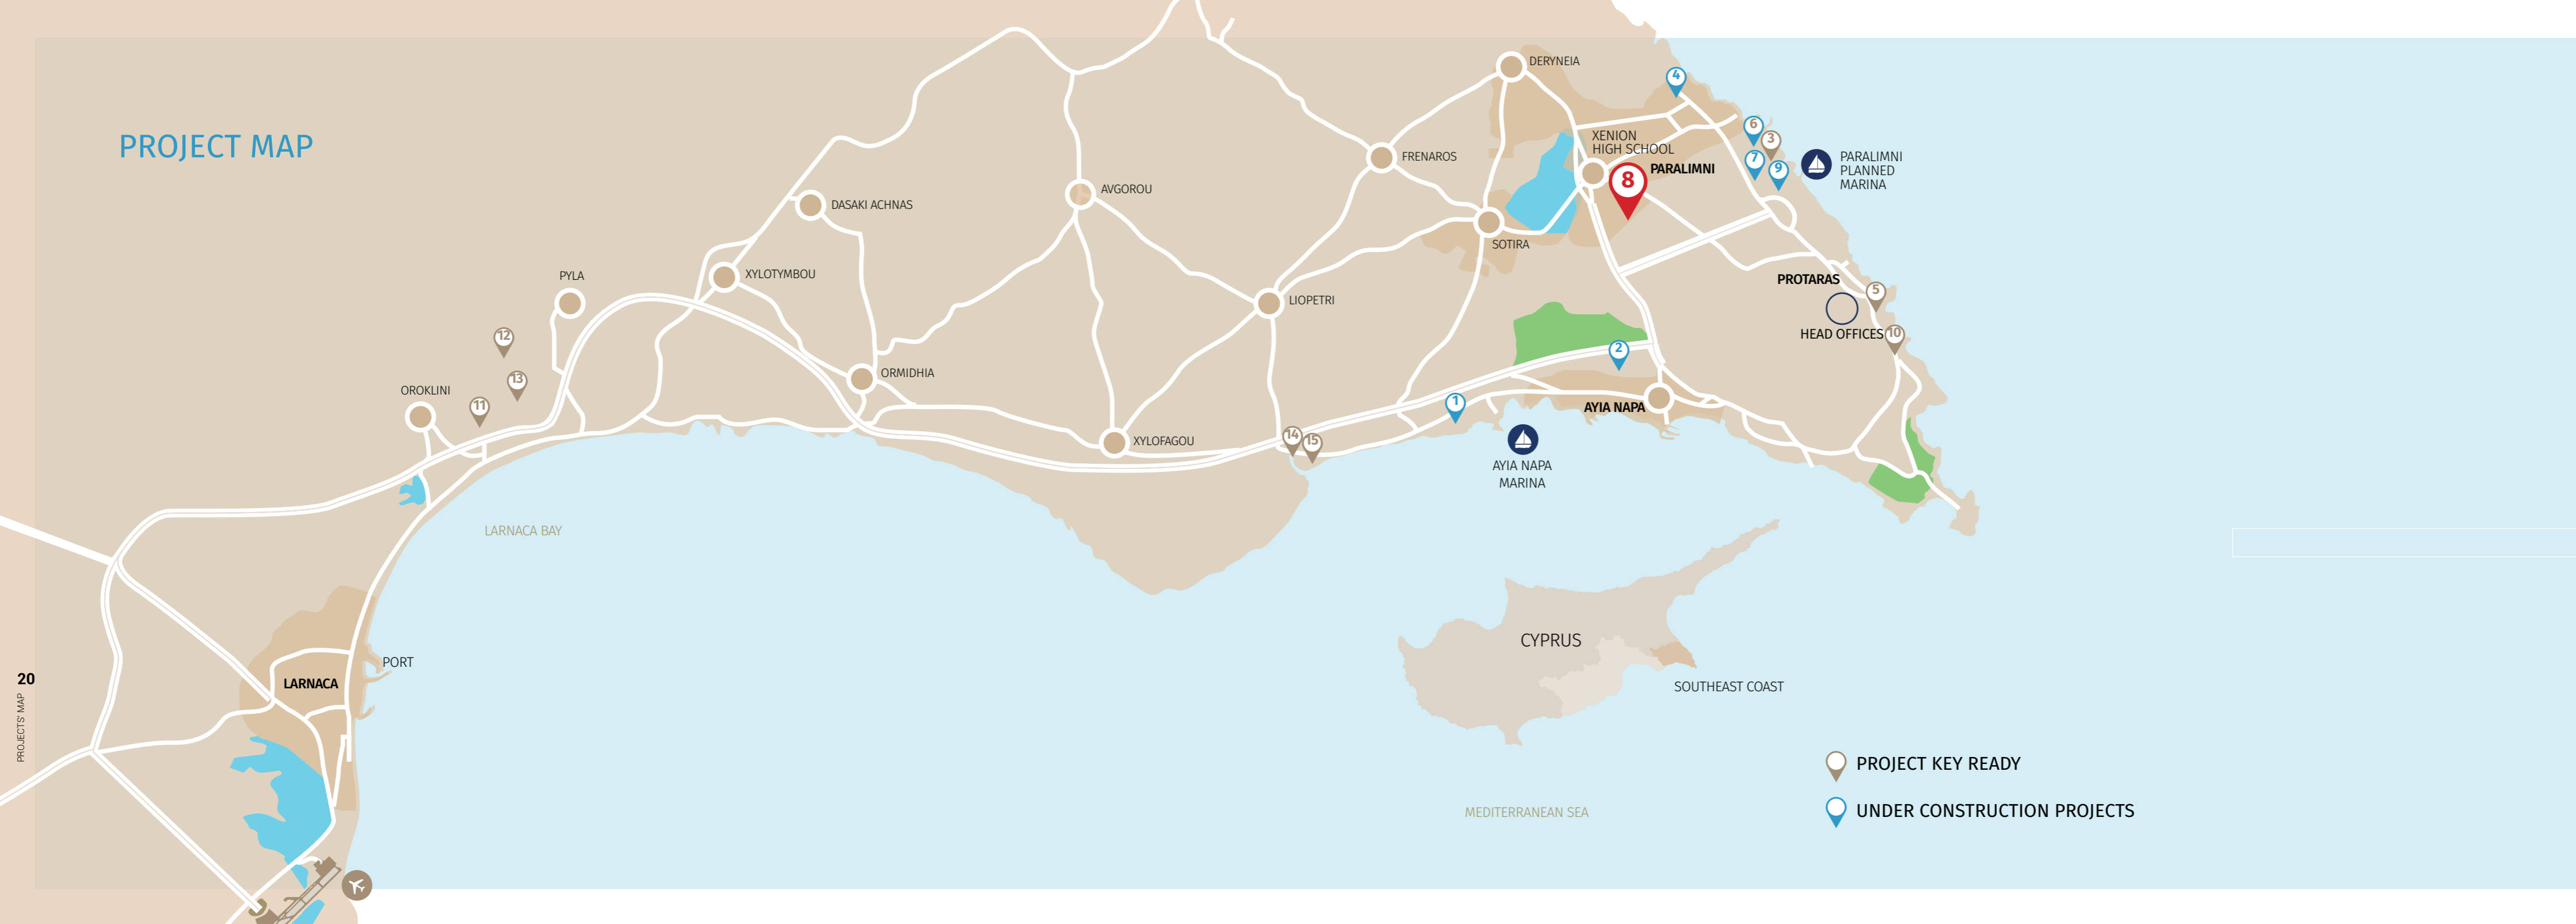 PROJECT MAP
DERYNEIA
4
XENION
HIGH SCHOOL
6
3
FRENAROS
PARALIMNI
7
9
PARALIMNI
PLANNED
MARINA
8
AVGOROU
DASAKI ACHNAS
SOTIRA
PYLA
XYLOTYMBOU
PROTARAS
5
LIOPETRI
HEAD OFFICES
10
12
2
13
ORMIDHIA
OROKLINI
11
1
AYIA NAPA
14
15
XYLOFAGOU
AYIA NAPA
MARINA
LARNACA BAY
CYPRUS
PORT
LARNACA
SOUTHEAST COAST
20
PROJECTS' MAP
PROJECT KEY READY
UNDER CONSTRUCTION PROJECTS
MEDITERRANEAN SEA